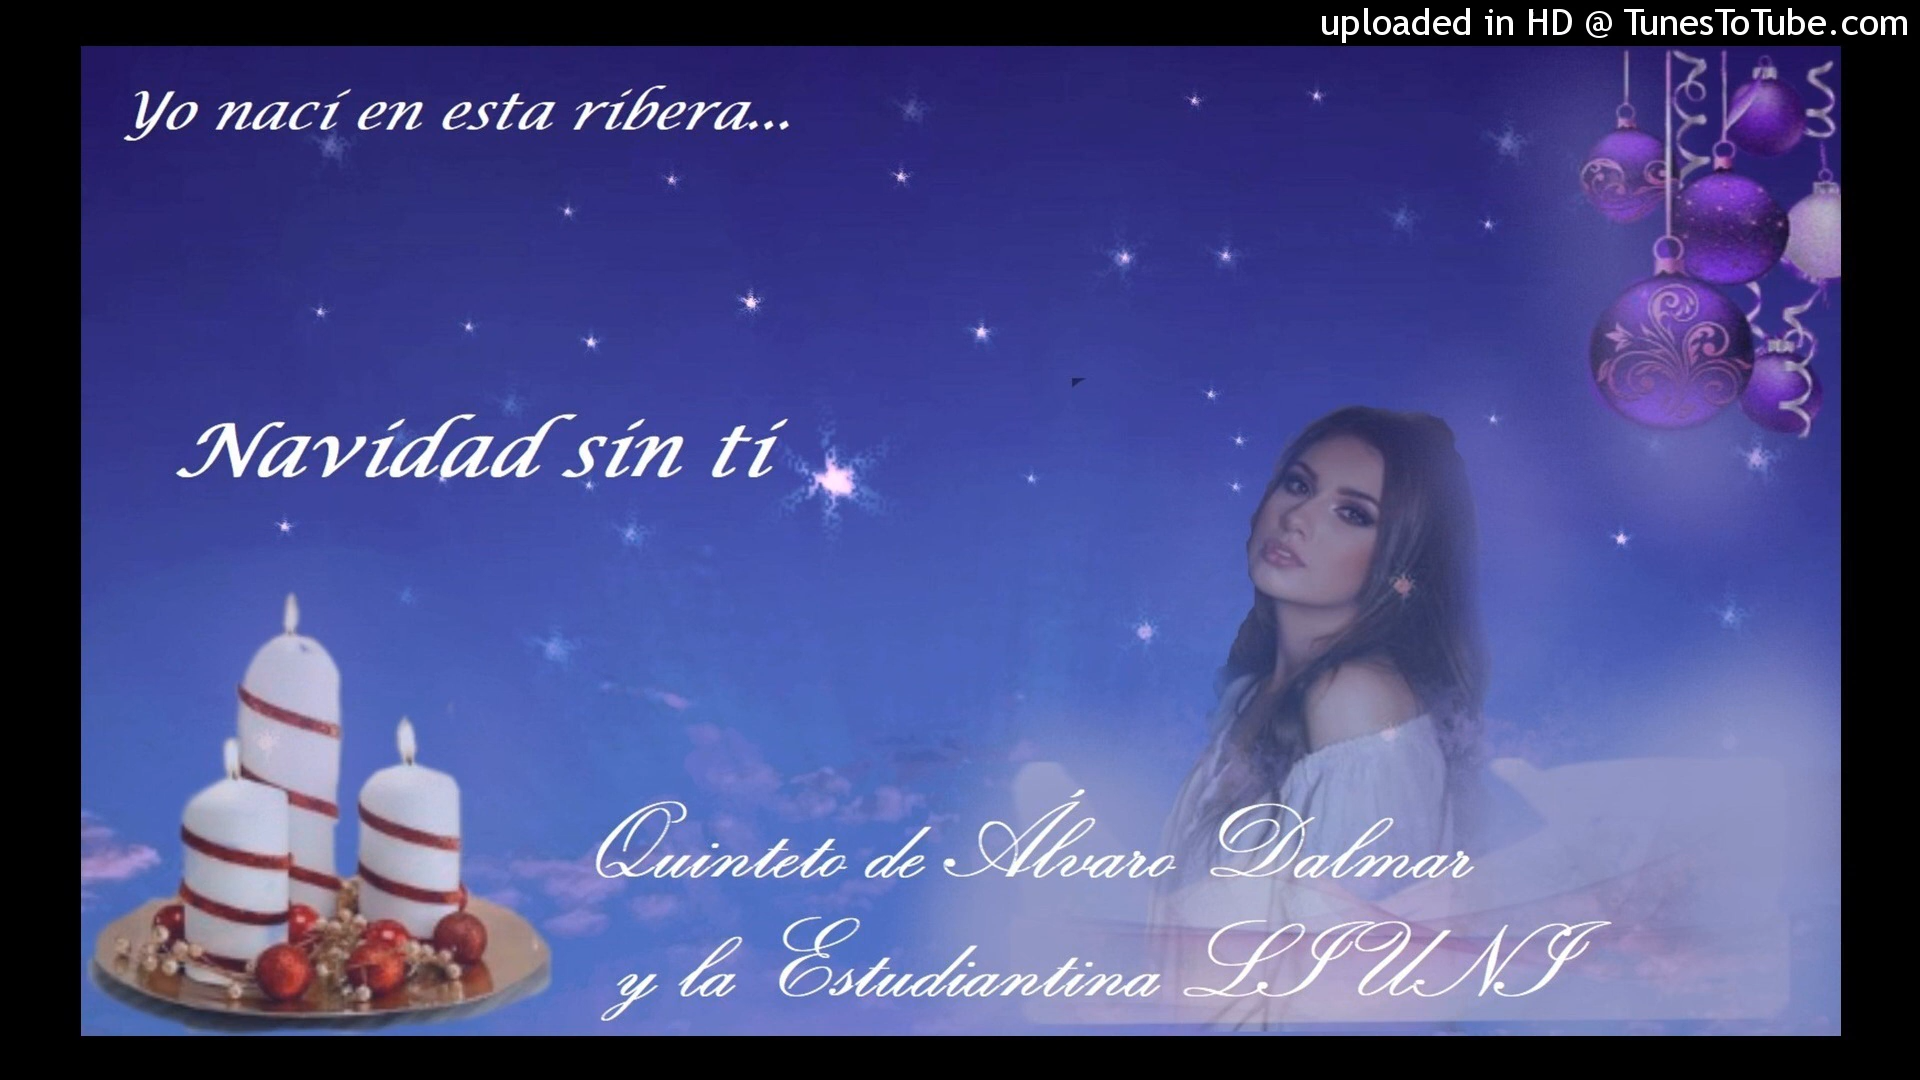 uploaded in HD @ TunesToTube.com
Yo nací en esta ribera...
Navidad sin ti
Quinteto de Álvaro Dalmar
y la Estudiantina LIUNI